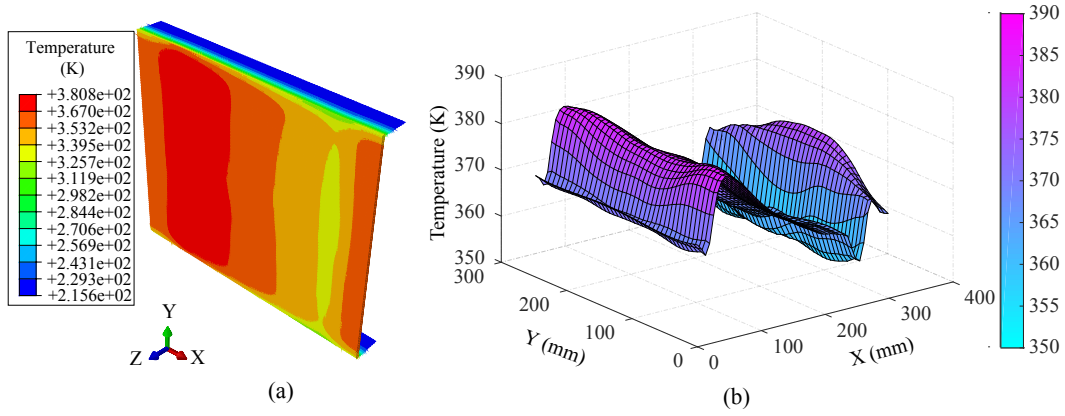 Temperature
(K)
+3.808e+02
+3.670e+02
+3.532e+02
+3.395e+02
+3.257e+02
+3.119e+02
+2.982e+02
+2.844e+02
+2.706e+02
+2.569e+02
+2.431e+02
+2.293e+02
+2.156e+02
Y
Z
X
(a)
Temperature (K)
390
380
370
360
350
300
200
100
0
Y (mm)
0
100
200
300
400
X (mm)
390
385
380
375
370
365
360
355
350
(b)